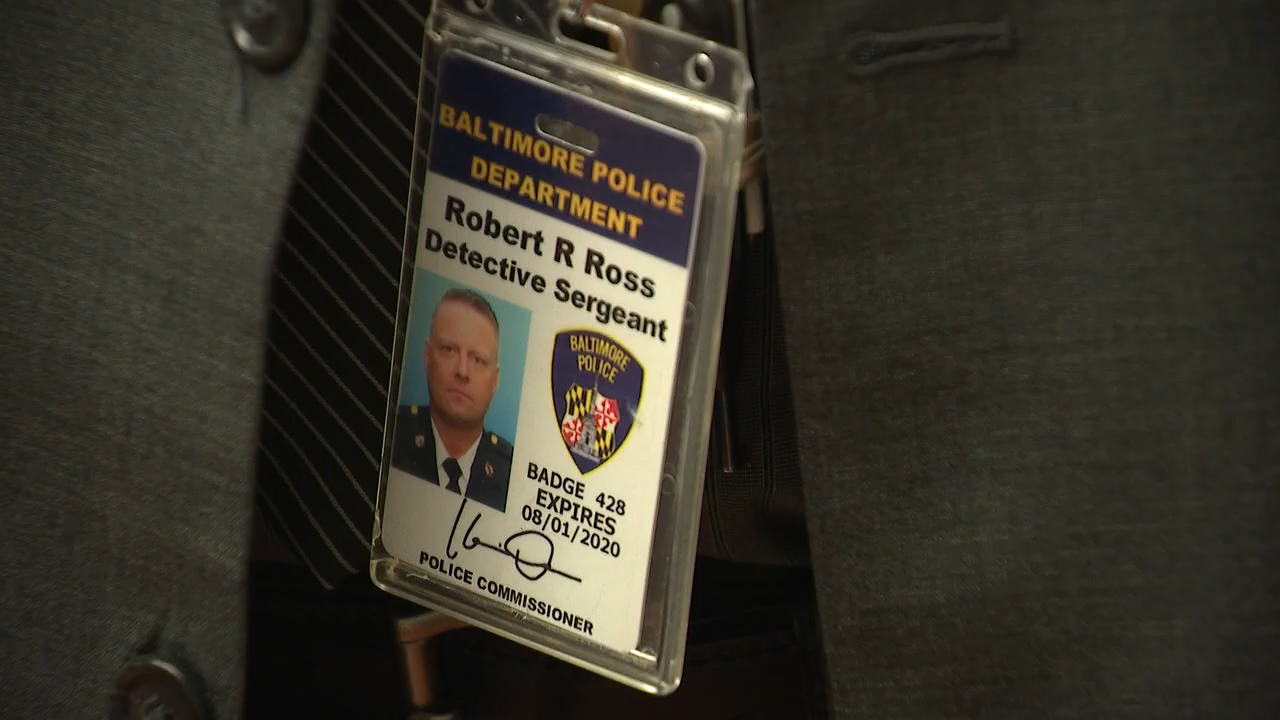 BALTIMORE POLICE
DEPARTMENT
Robert R Ross
Detective Sergeant
BALTIMORE
POLICE
BADGE 428
EXPIRES
08/01/2020
POLICE COMMISSIONER